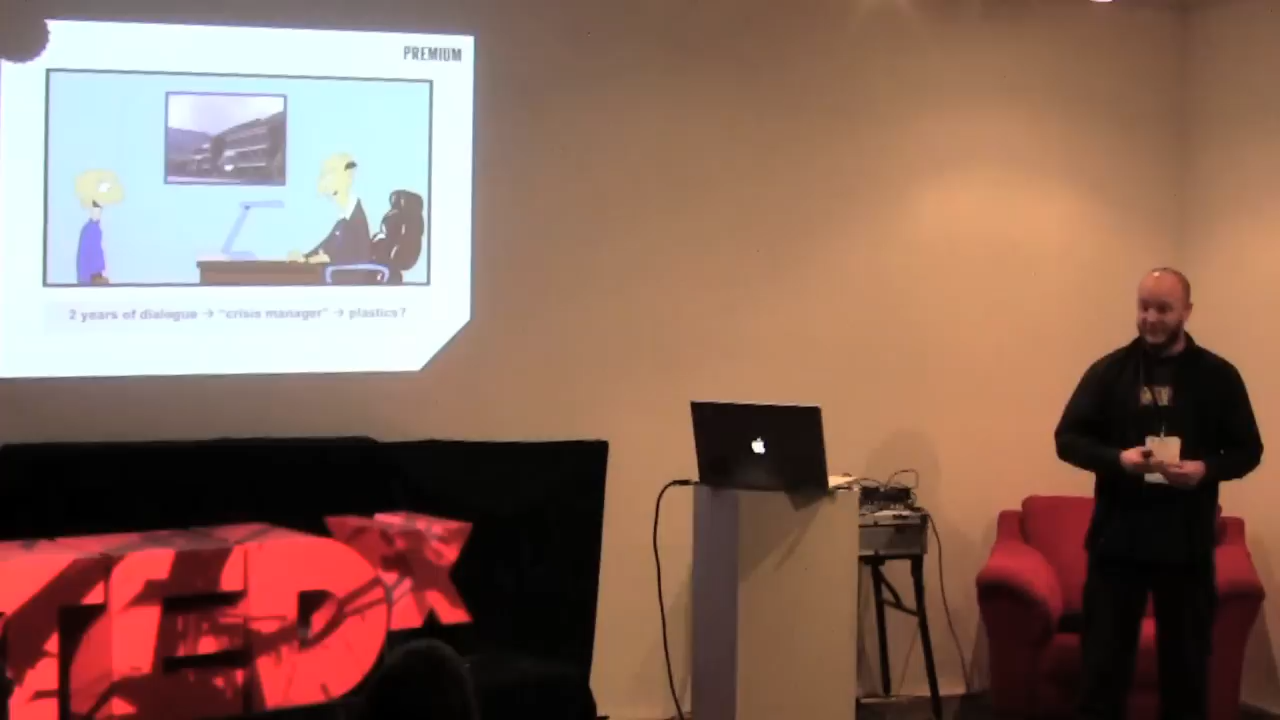 PREMIUM
2 years of dialogue → "crisis manager" → plastics?
TEDx